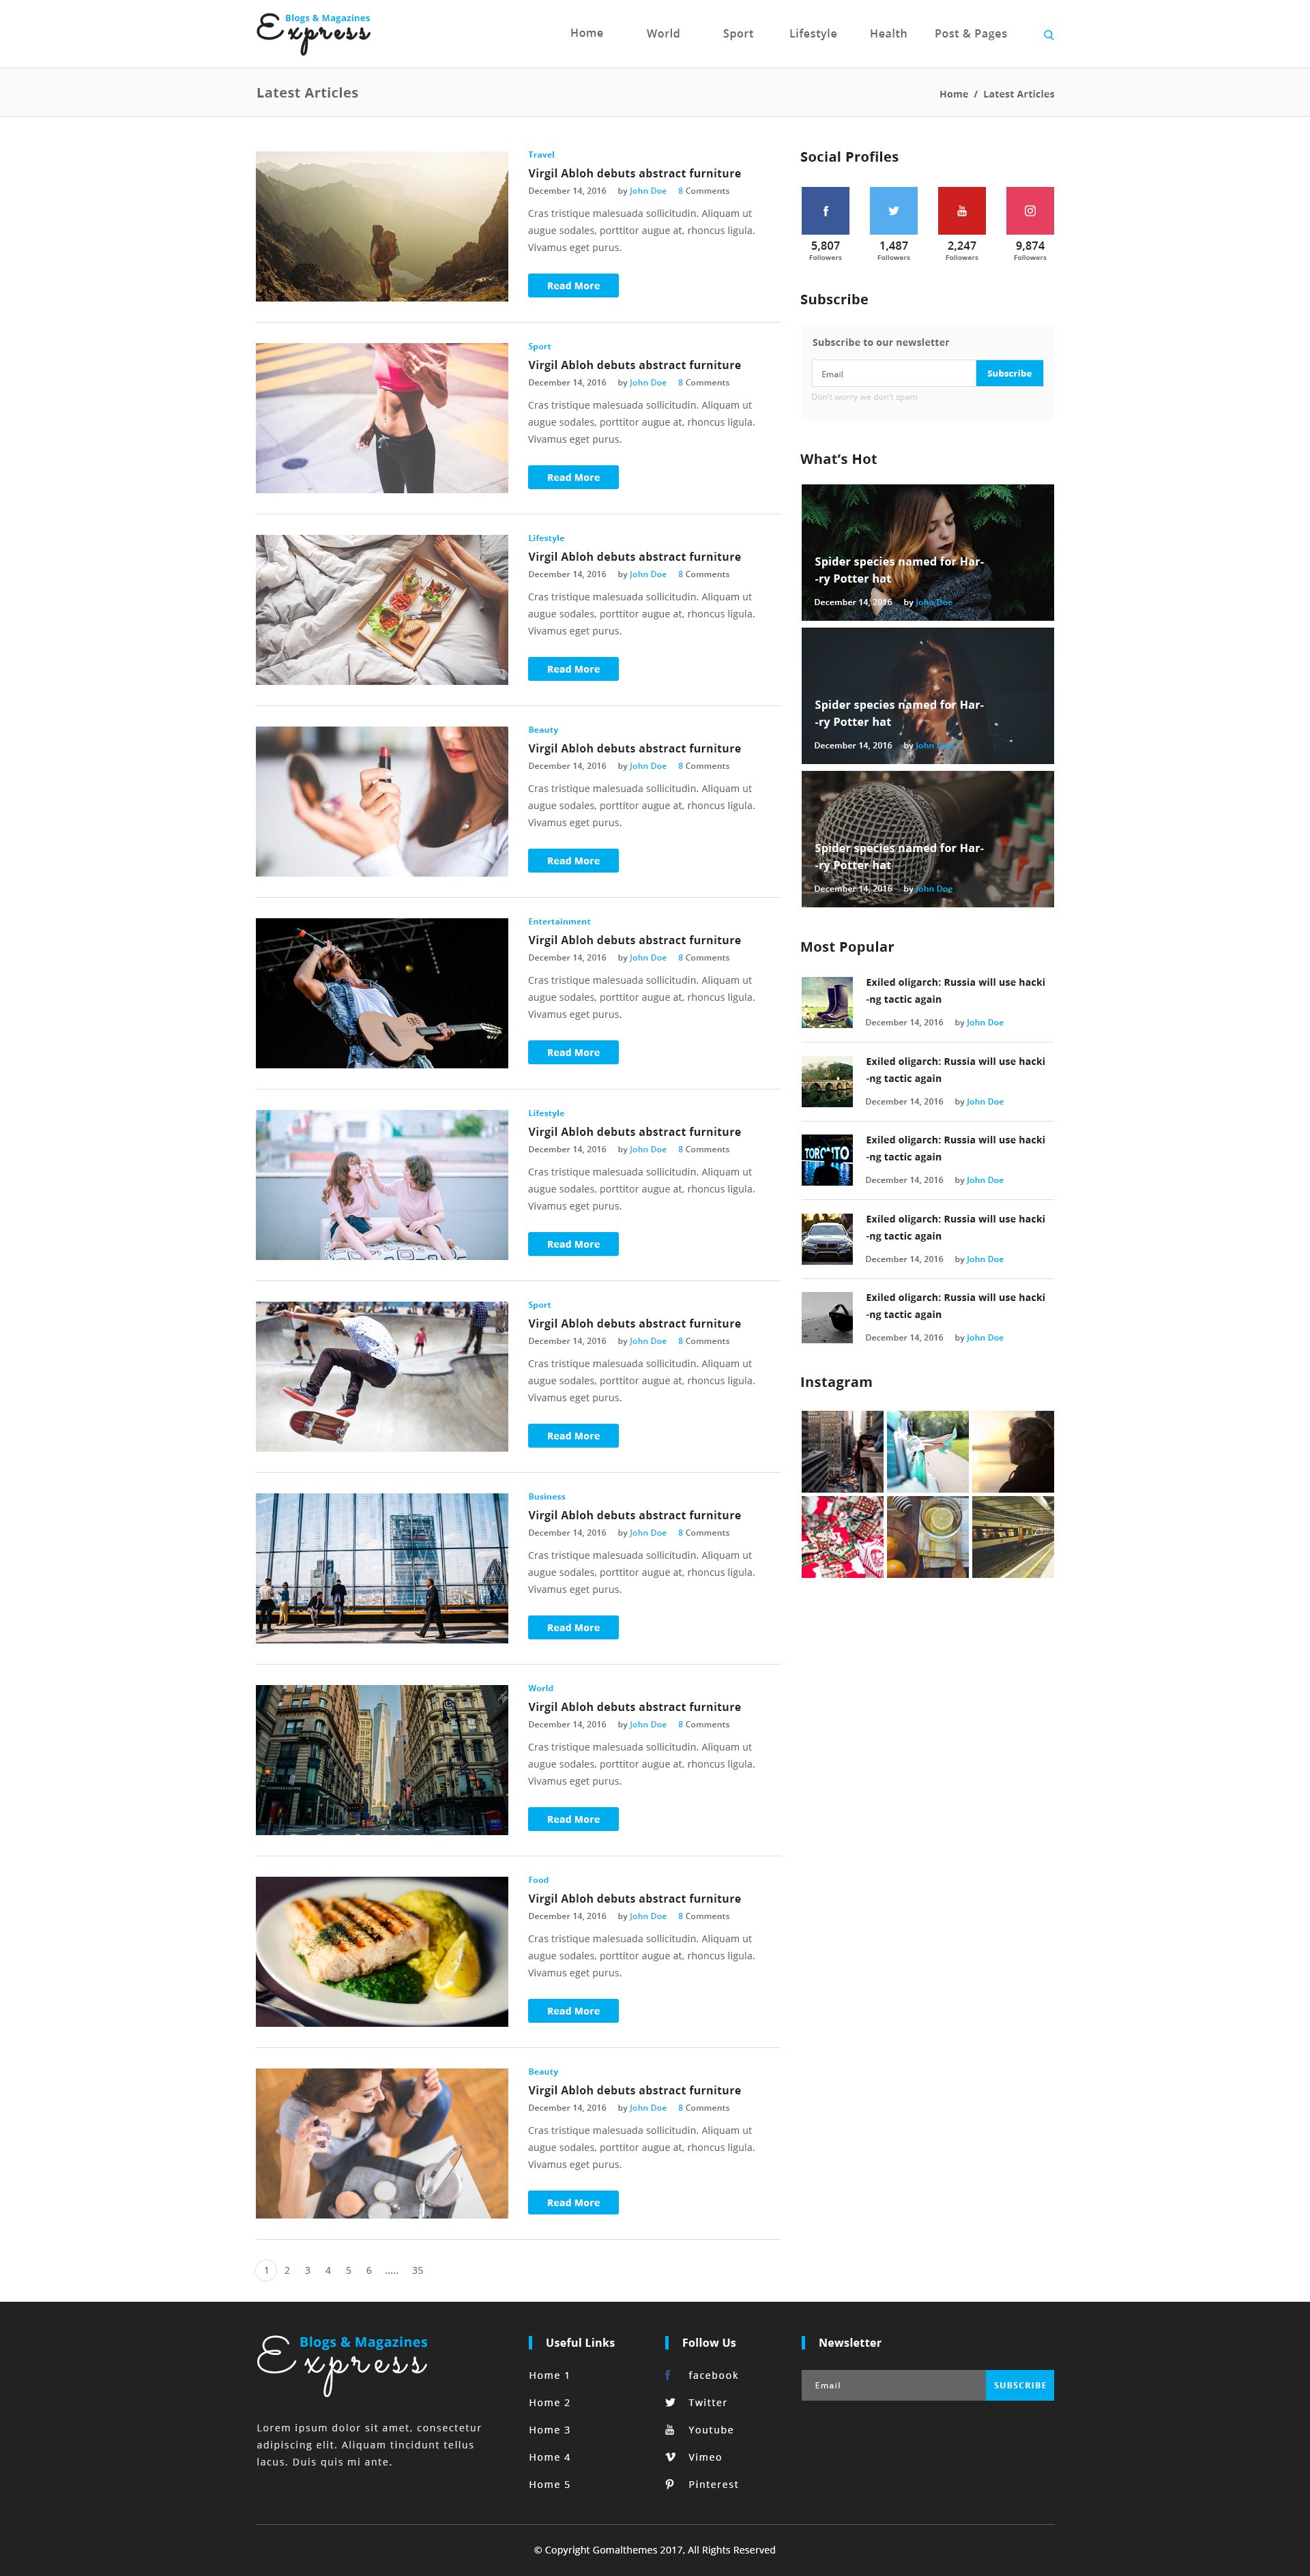 Blogs & Magazines
Express
Home World Sport Lifestyle Health Post & Pages
Latest Articles
Home / Latest Articles
Travel
Virgil Abloh debuts abstract furniture
December 14, 2016 by John Doe 8 Comments
Cras tristique malesuada sollicitudin. Aliquam ut
augue sodales, porttitor augue at, rhoncus ligula.
Vivamus eget purus.
Read More
Sport
Virgil Abloh debuts abstract furniture
December 14, 2016 by John Doe 8 Comments
Cras tristique malesuada sollicitudin. Aliquam ut
augue sodales, porttitor augue at, rhoncus ligula.
Vivamus eget purus.
Read More
Lifestyle
Virgil Abloh debuts abstract furniture
December 14, 2016 by John Doe 8 Comments
Cras tristique malesuada sollicitudin. Aliquam ut
augue sodales, porttitor augue at, rhoncus ligula.
Vivamus eget purus.
Read More
Beauty
Virgil Abloh debuts abstract furniture
December 14, 2016 by John Doe 8 Comments
Cras tristique malesuada sollicitudin. Aliquam ut
augue sodales, porttitor augue at, rhoncus ligula.
Vivamus eget purus.
Read More
Entertainment
Virgil Abloh debuts abstract furniture
December 14, 2016 by John Doe 8 Comments
Cras tristique malesuada sollicitudin. Aliquam ut
augue sodales, porttitor augue at, rhoncus ligula.
Vivamus eget purus.
Read More
Lifestyle
Virgil Abloh debuts abstract furniture
December 14, 2016 by John Doe 8 Comments
Cras tristique malesuada sollicitudin. Aliquam ut
augue sodales, porttitor augue at, rhoncus ligula.
Vivamus eget purus.
Read More
Sport
Virgil Abloh debuts abstract furniture
December 14, 2016 by John Doe 8 Comments
Cras tristique malesuada sollicitudin. Aliquam ut
augue sodales, porttitor augue at, rhoncus ligula.
Vivamus eget purus.
Read More
Business
Virgil Abloh debuts abstract furniture
December 14, 2016 by John Doe 8 Comments
Cras tristique malesuada sollicitudin. Aliquam ut
augue sodales, porttitor augue at, rhoncus ligula.
Vivamus eget purus.
Read More
World
Virgil Abloh debuts abstract furniture
December 14, 2016 by John Doe 8 Comments
Cras tristique malesuada sollicitudin. Aliquam ut
augue sodales, porttitor augue at, rhoncus ligula.
Vivamus eget purus.
Read More
Food
Virgil Abloh debuts abstract furniture
December 14, 2016 by John Doe 8 Comments
Cras tristique malesuada sollicitudin. Aliquam ut
augue sodales, porttitor augue at, rhoncus ligula.
Vivamus eget purus.
Read More
Beauty
Virgil Abloh debuts abstract furniture
December 14, 2016 by John Doe 8 Comments
Cras tristique malesuada sollicitudin. Aliquam ut
augue sodales, porttitor augue at, rhoncus ligula.
Vivamus eget purus.
Read More
1 2 3 4 5 6 ..... 35
Social Profiles
5,807 1,487 2,247 9,874
Followers Followers Followers Followers
Subscribe
Subscribe to our newsletter
Email Subscribe
Don't worry we don't spam
What's Hot
Spider species named for Har-
-ry Potter hat
December 14, 2016 by John Doe
Spider species named for Har-
-ry Potter hat
December 14, 2016 by John Doe
Spider species named for Har-
-ry Potter hat
December 14, 2016 by John Doe
Most Popular
Exiled oligarch: Russia will use hacki
-ng tactic again
December 14, 2016 by John Doe
Exiled oligarch: Russia will use hacki
-ng tactic again
December 14, 2016 by John Doe
TORONTO
Exiled oligarch: Russia will use hacki
-ng tactic again
December 14, 2016 by John Doe
Exiled oligarch: Russia will use hacki
-ng tactic again
December 14, 2016 by John Doe
Exiled oligarch: Russia will use hacki
-ng tactic again
December 14, 2016 by John Doe
Instagram
Blogs & Magazines
Express
Lorem ipsum dolor sit amet, consectetur
adipiscing elit. Aliquam tincidunt tellus
lacus. Duis quis mi ante.
Useful Links
Home 1
Home 2
Home 3
Home 4
Home 5
Follow Us
facebook
Twitter
Youtube
Vimeo
Pinterest
Newsletter
Email SUBSCRIBE
© Copyright Gomalthemes 2017, All Rights Reserved